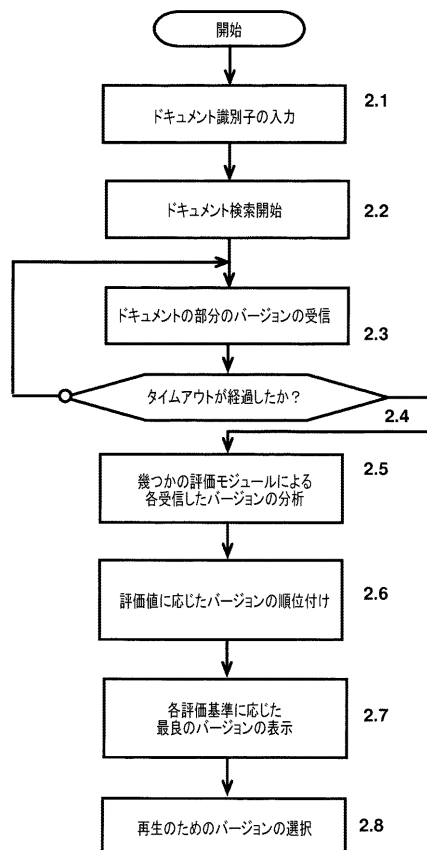 開始
ドキュメント識別子の入力
2.1
ドキュメント検索開始
2.2
ドキュメントの部分のバージョンの受信
2.3
タイムアウトが経過したか？
2.4
幾つかの評価モジュールによる
各受信したバージョンの分析
2.5
評価値に応じたバージョンの順位付け
2.6
各評価基準に応じた
最良のバージョンの表示
2.7
再生のためのバージョンの選択
2.8